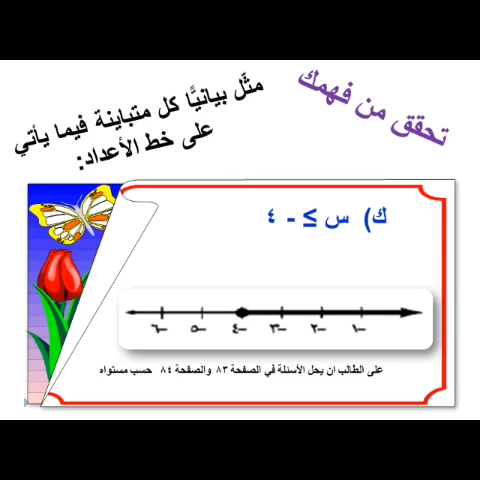 تحقق من فهمك
مثّل بيانيًّا كل متباينة فيما يأتي
على خط الأعداد:
ك) س ≥ - ٤
-٦ -٥ -٤ -٣ -٢ -١
على الطالب ان يحل الأسئلة في الصفحة ٨٣ والصفحة ٨٤ حسب مستواه